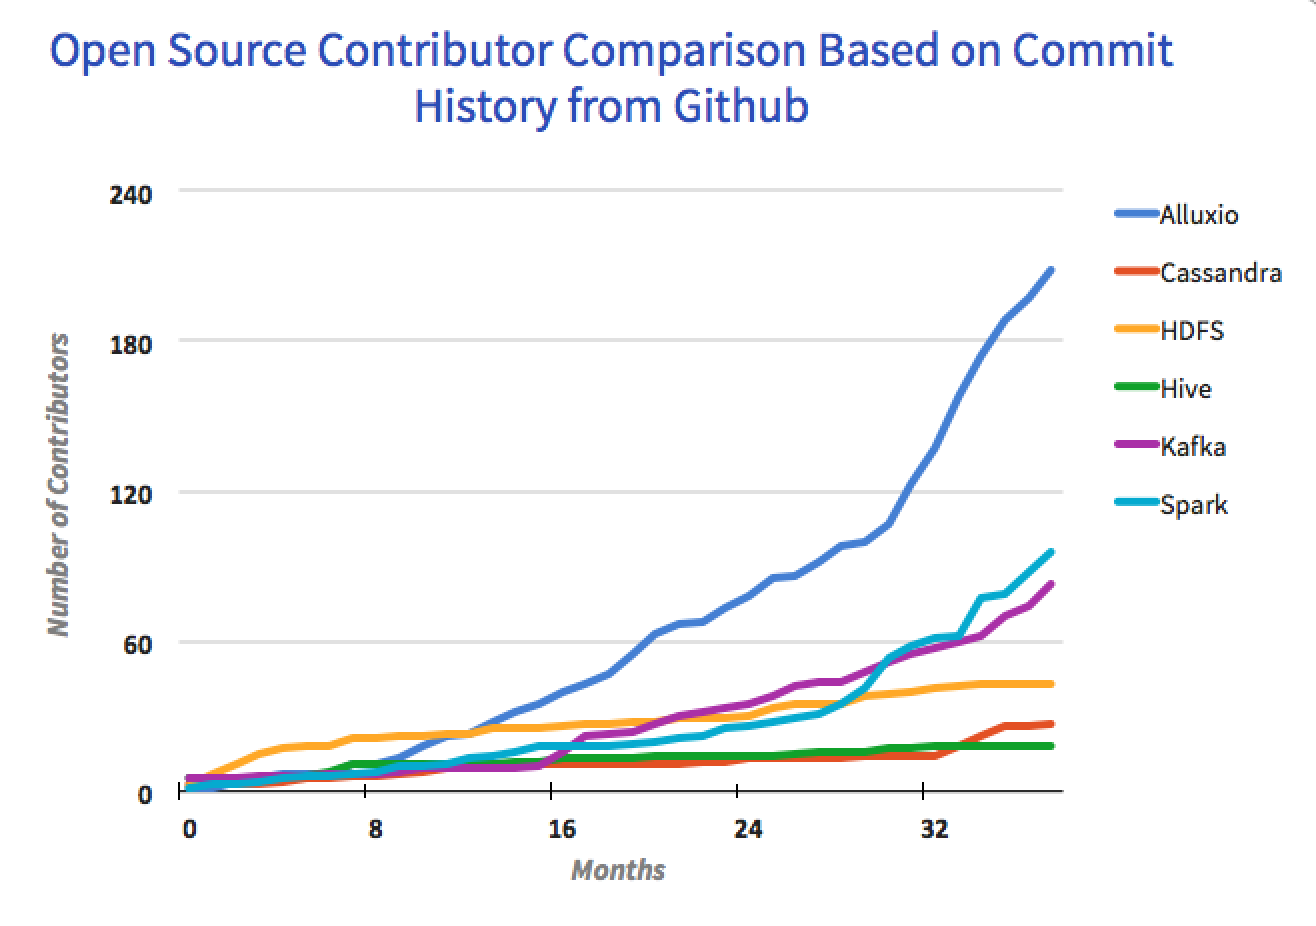 Open Source Contributor Comparison Based on Commit
History from Github
240
180
120
60
0
Number of Contributors
0 8 16 24 32
Months
Alluxio
Cassandra
HDFS
Hive
Kafka
Spark